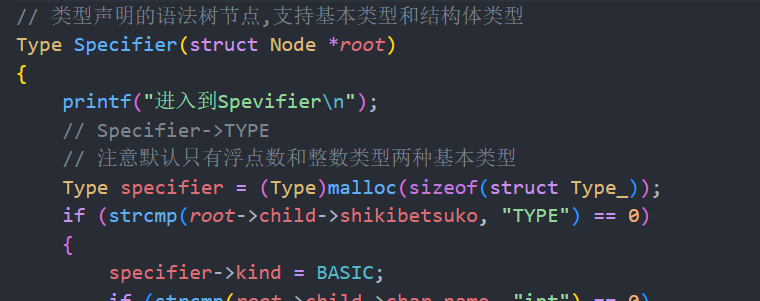 // 类型声明的语法树节点,支持基本类型和结构体类型
Type Specifier(struct Node *root)
{
    printf("进入到Spevifier\n");
    // Specifier->TYPE
    // 注意默认只有浮点数和整数类型两种基本类型
    Type specifier = (Type)malloc(sizeof(struct Type_));
    if (strcmp(root->child->shikibetsuko, "TYPE") == 0)
    {
        specifier->kind = BASIC;
        if (strcmp(root->child->char_name, "int") == 0)